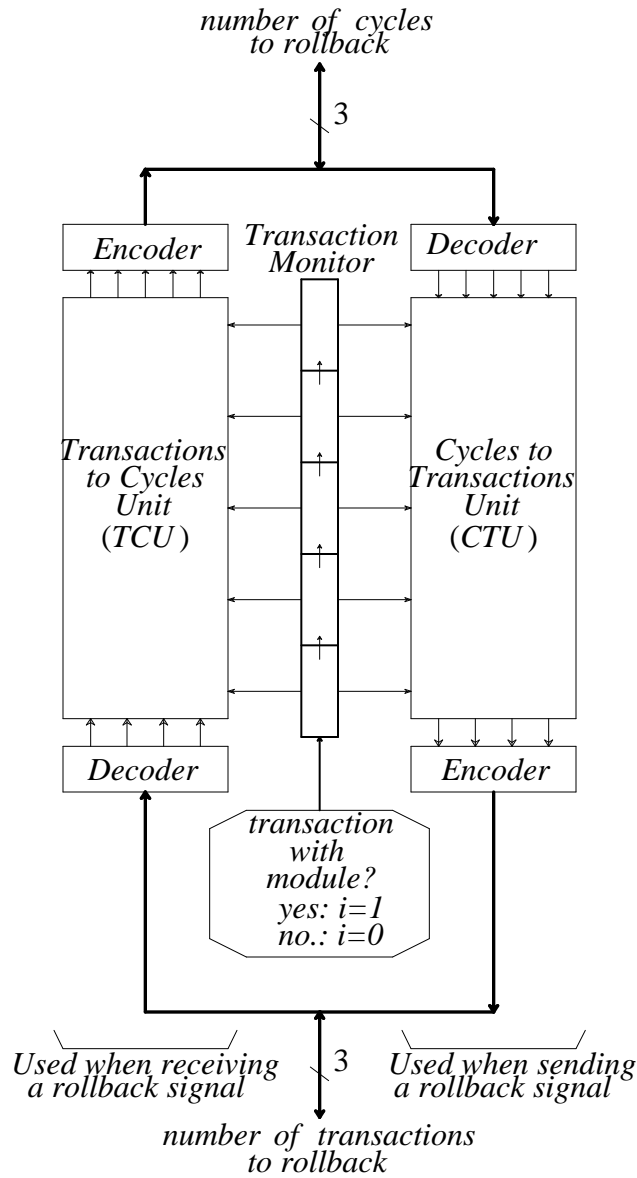 number of cycles
to rollback
3
Encoder
Transaction
Monitor
Decoder
Transactions
to Cycles
Unit
(TCU)
Cycles to
Transactions
Unit
(CTU)
Decoder
Encoder
transaction
with
module?
yes: i=1
no.: i=0
Used when receiving
a rollback signal
3
Used when sending
a rollback signal
number of transactions
to rollback